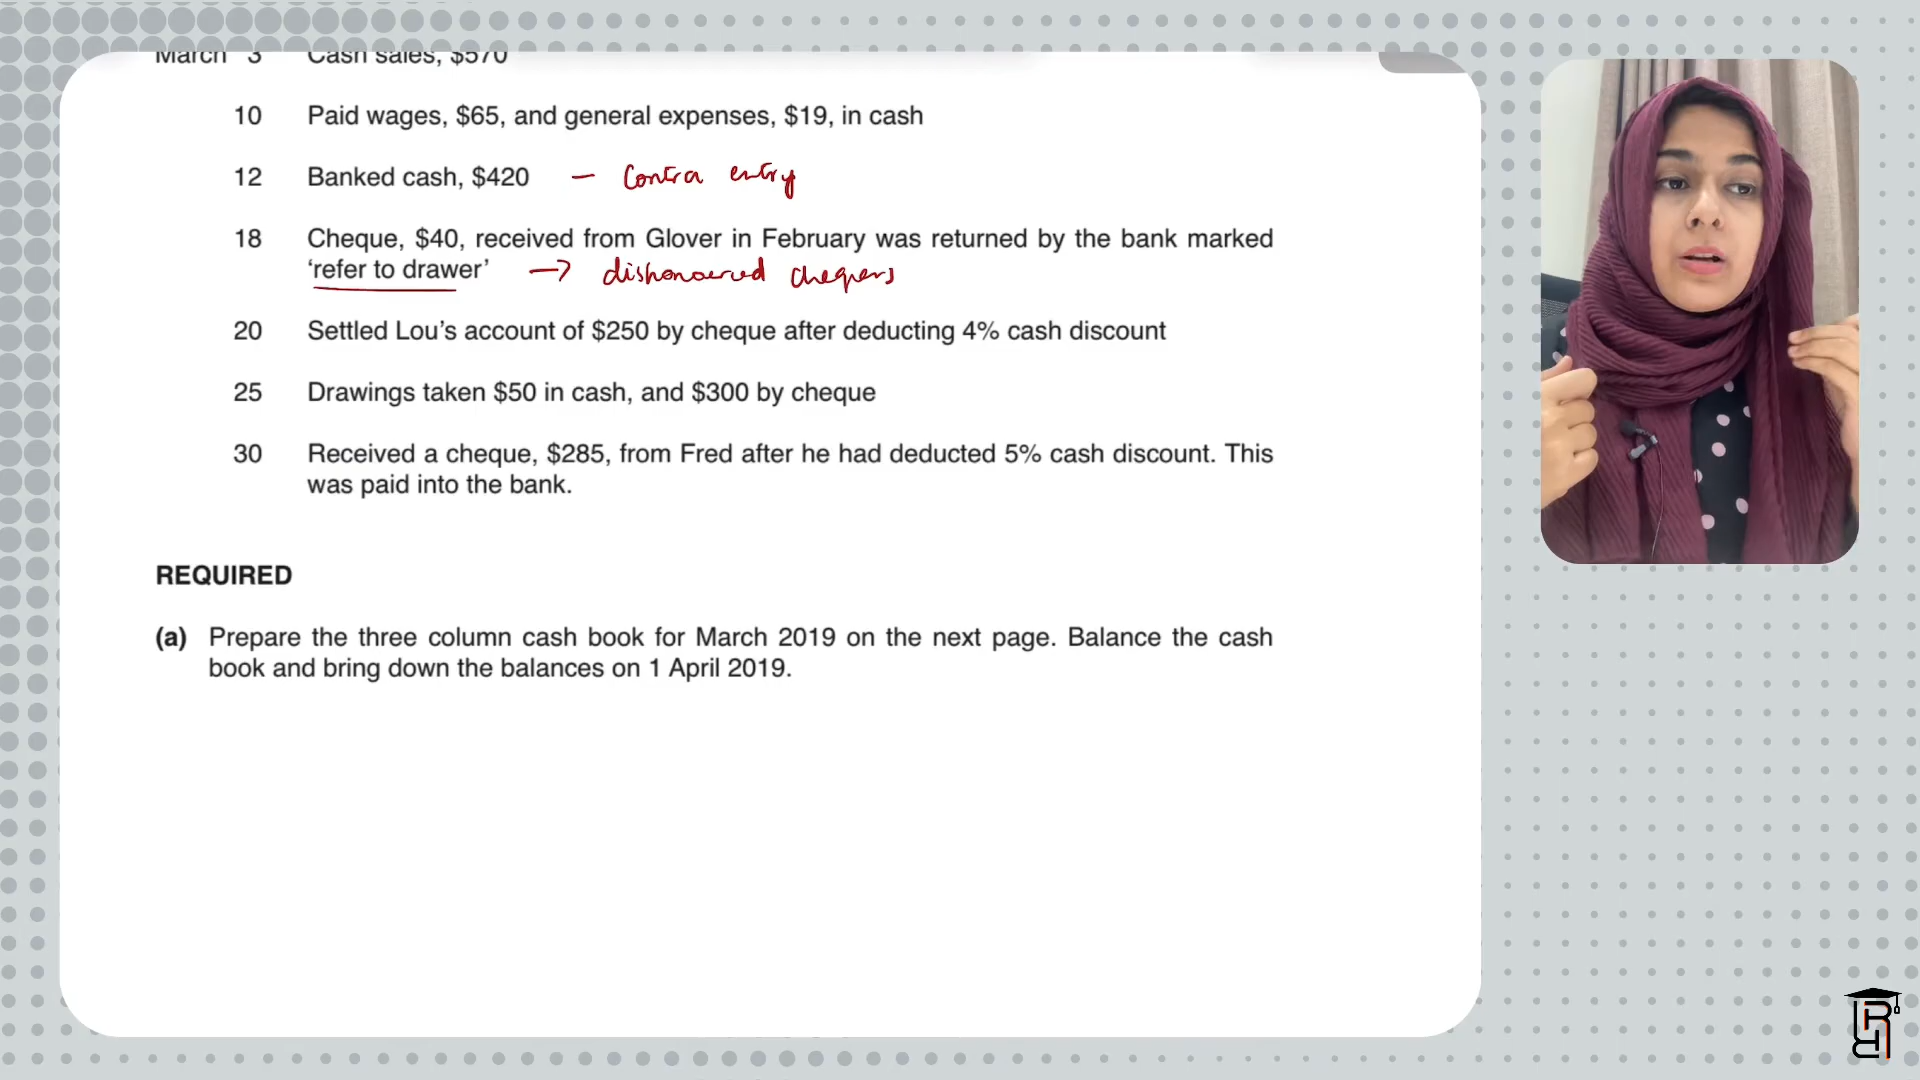 March 3 Cash sales, $570
10 Paid wages, $65, and general expenses, $19, in cash
12 Banked cash, $420 – Contra entry
18 Cheque, $40, received from Glover in February was returned by the bank marked
‘refer to drawer’ → dishonoured cheques
20 Settled Lou’s account of $250 by cheque after deducting 4% cash discount
25 Drawings taken $50 in cash, and $300 by cheque
30 Received a cheque, $285, from Fred after he had deducted 5% cash discount. This
was paid into the bank.
REQUIRED
(a) Prepare the three column cash book for March 2019 on the next page. Balance the cash
book and bring down the balances on 1 April 2019.